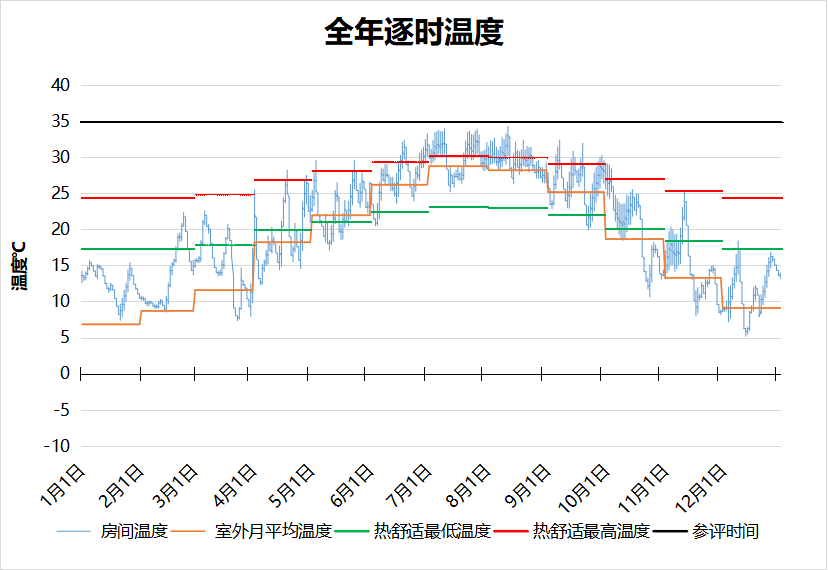 全年逐时温度
40
35
30
25
20
15
10
5
0
-5
-10
温度℃
1月1日
2月1日
3月1日
4月1日
5月1日
6月1日
7月1日
8月1日
9月1日
10月1日
11月1日
12月1日
房间温度 室外月平均温度 热舒适最低温度 热舒适最高温度 参评时间